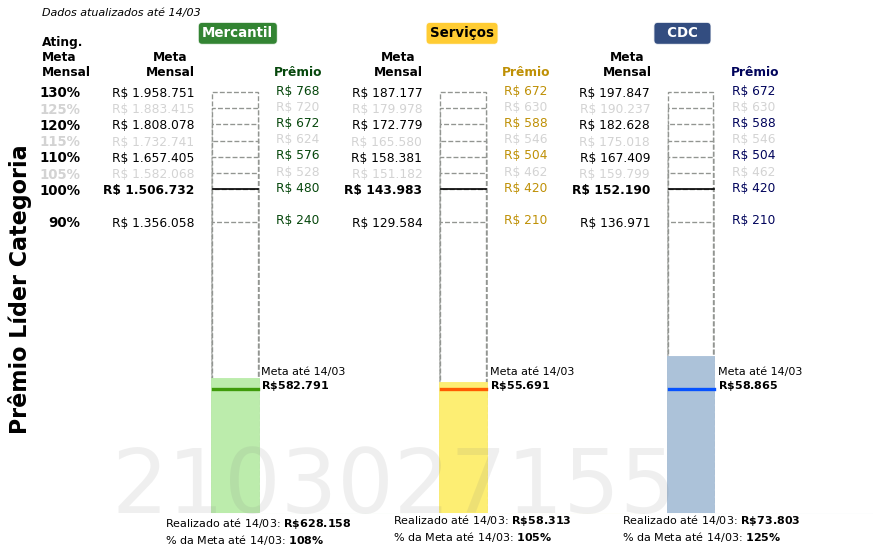 Dados atualizados até 14/03
Mercantil Serviços CDC
Ating. Meta Mensal
Meta Mensal Prêmio Meta Mensal Prêmio Meta Mensal Prêmio
130% R$ 1.958.751 R$ 768 R$ 187.177 R$ 672 R$ 197.847 R$ 672
125% R$ 1.883.415 R$ 720 R$ 179.978 R$ 630 R$ 190.237 R$ 630
120% R$ 1.808.078 R$ 672 R$ 172.779 R$ 588 R$ 182.628 R$ 588
115% R$ 1.732.741 R$ 624 R$ 165.580 R$ 546 R$ 175.018 R$ 546
110% R$ 1.657.405 R$ 576 R$ 158.381 R$ 504 R$ 167.409 R$ 504
105% R$ 1.582.068 R$ 528 R$ 151.182 R$ 462 R$ 159.799 R$ 462
100% R$ 1.506.732 R$ 480 R$ 143.983 R$ 420 R$ 152.190 R$ 420
90% R$ 1.356.058 R$ 240 R$ 129.584 R$ 210 R$ 136.971 R$ 210
Prêmio Líder Categoria
Meta até 14/03 Meta até 14/03 Meta até 14/03
R$582.791 R$55.691 R$58.865
2103027155
Realizado até 14/03: R$628.158 Realizado até 14/03: R$58.313 Realizado até 14/03: R$73.803
% da Meta até 14/03: 108% % da Meta até 14/03: 105% % da Meta até 14/03: 125%